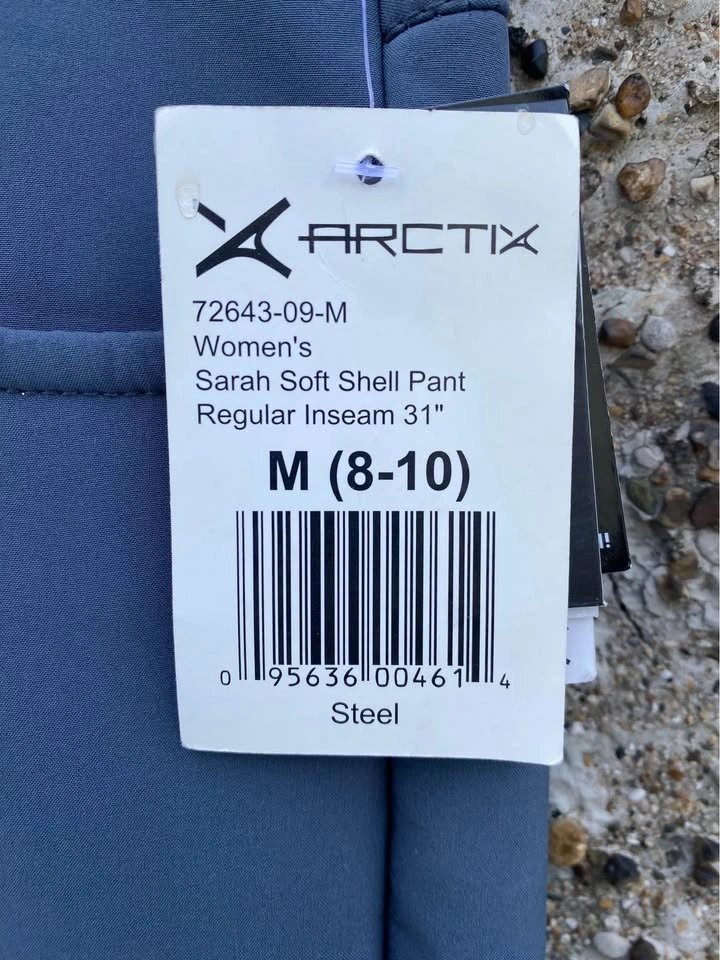 ARCTIX
72643-09-M
Women's
Sarah Soft Shell Pant
Regular Inseam 31"
M (8-10)
0 95636 00461 4
Steel